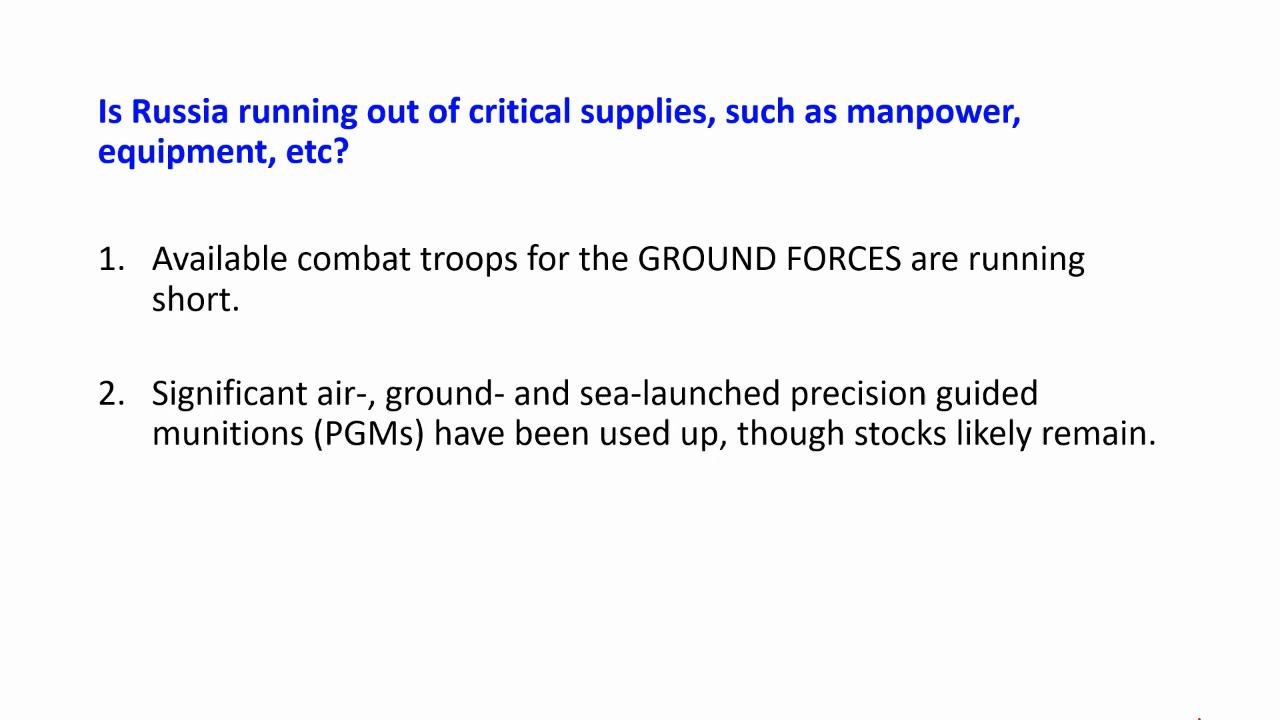 Is Russia running out of critical supplies, such as manpower,
equipment, etc?
1. Available combat troops for the GROUND FORCES are running
short.
2. Significant air-, ground- and sea-launched precision guided
munitions (PGMs) have been used up, though stocks likely remain.